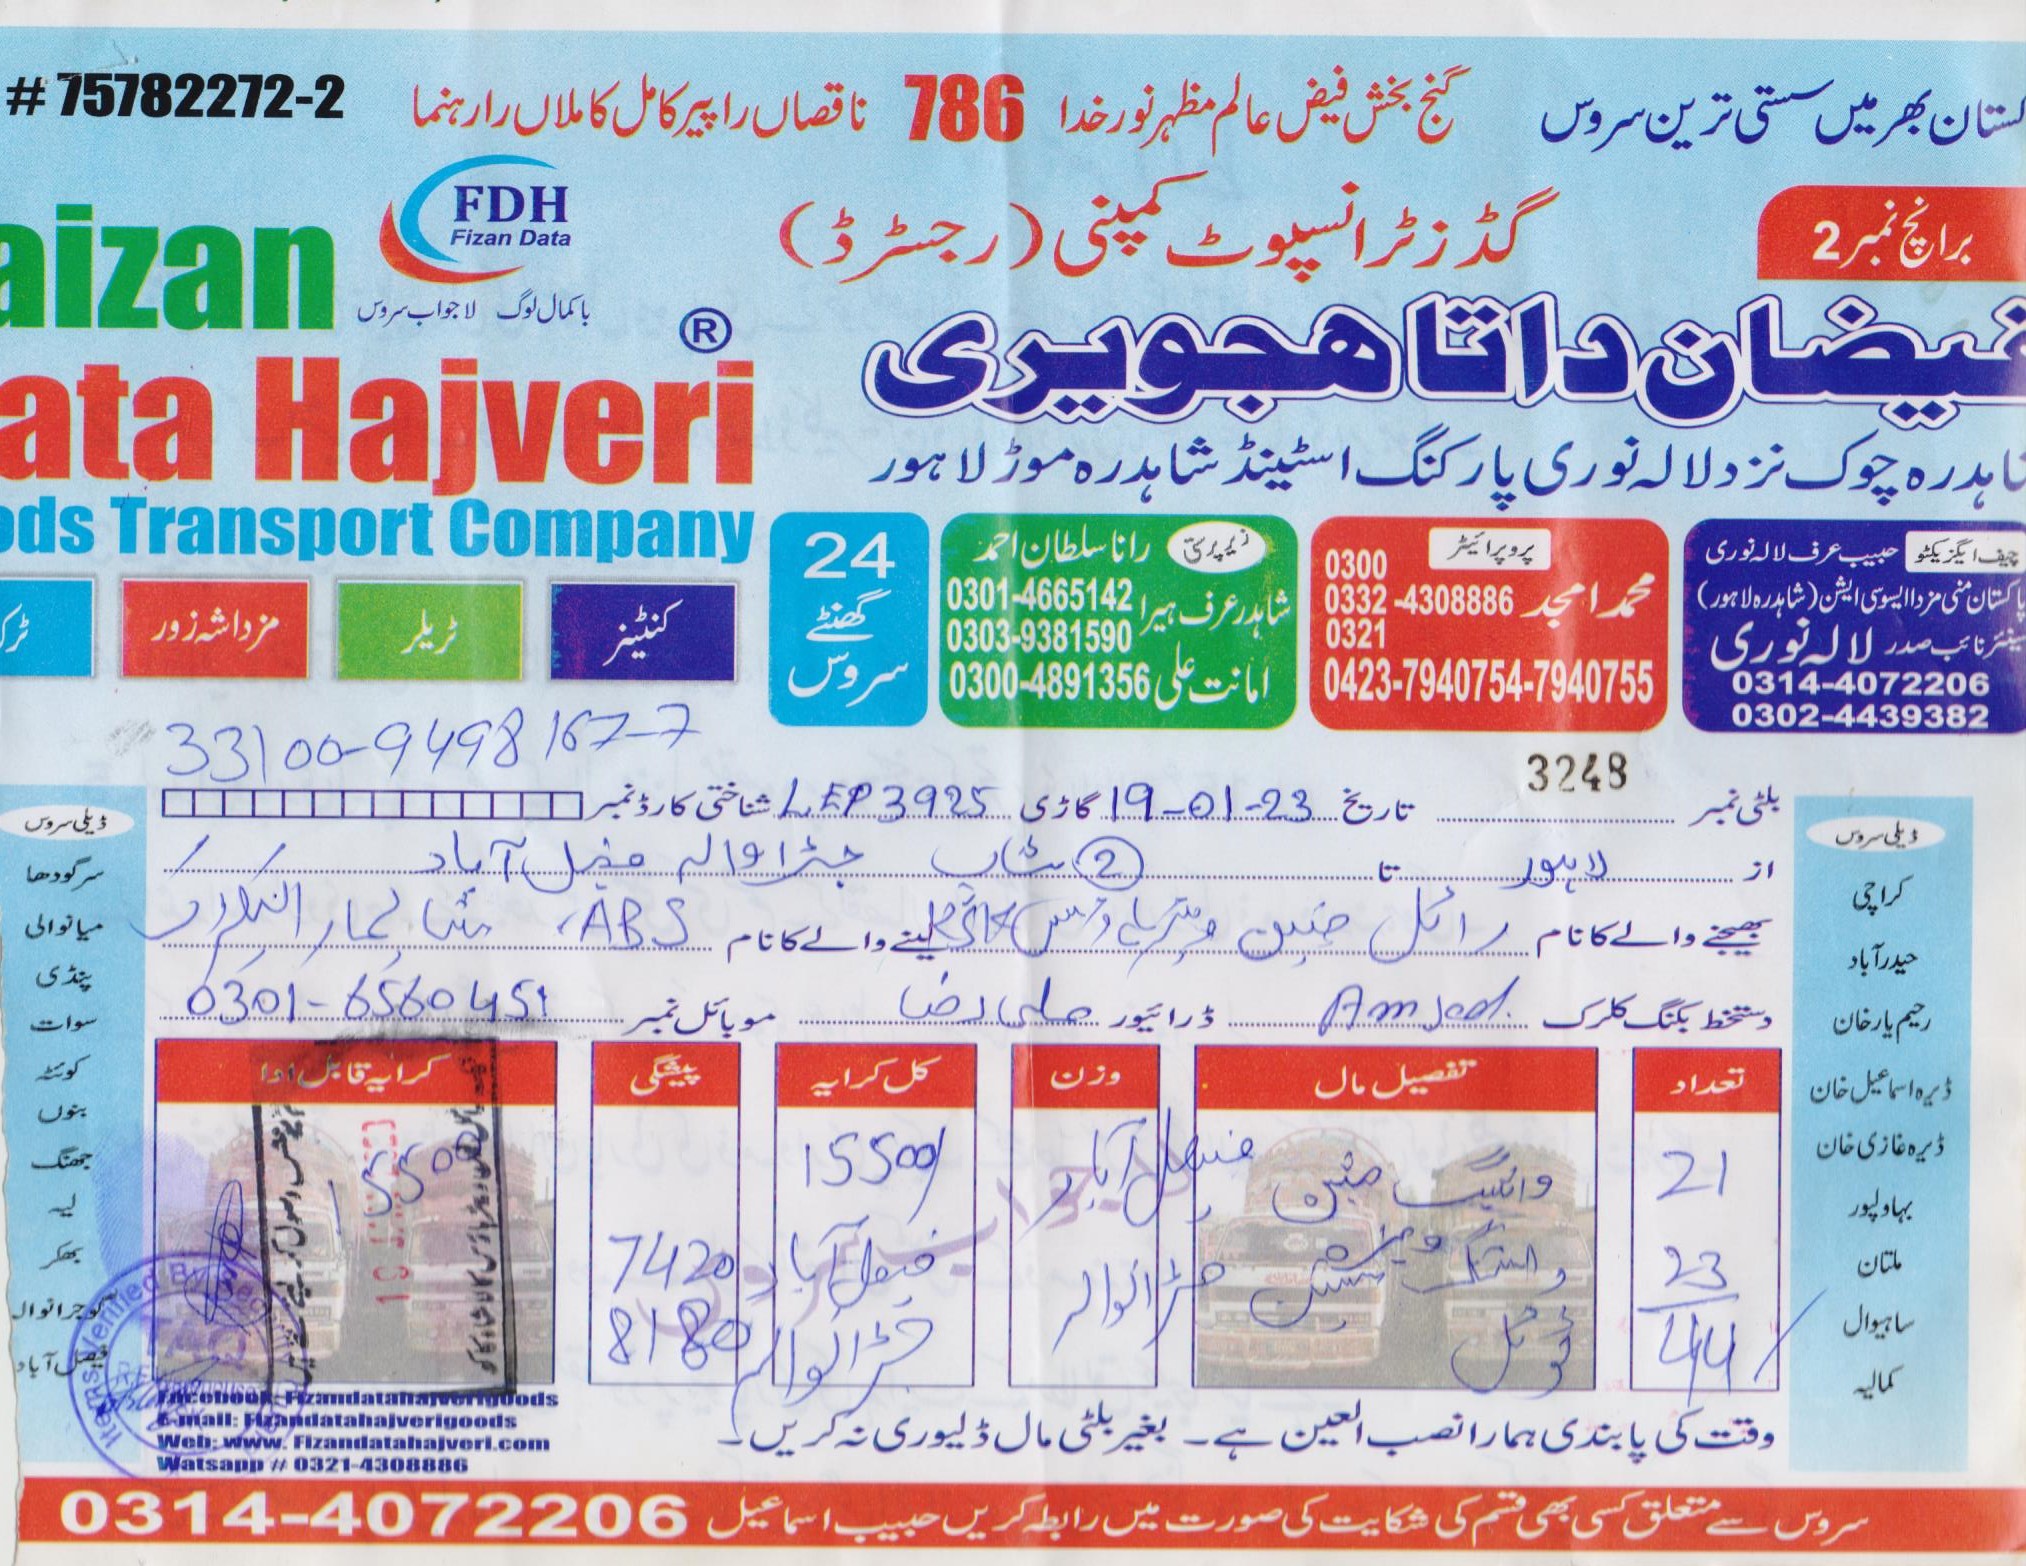 # 75782272-2
ناقصاں را پیر کامل کاملاں را رہنما 786 گنج بخش فیض عالم مظہر نور خدا
کستان بھر میں سستی ترین سروس
FDH
Fizan Data
باکمال لوگ لاجواب سروس
aizan
ata Hajveri ®
ods Transport Company
گڈز ٹرانسپوٹ کمپنی (رجسٹرڈ)
برانچ نمبر 2
فیضان داتا ھجویری
شاہدرہ چوک نزد لالہ نوری پارکنگ اسٹینڈ شاہدرہ موڑ لاہور
کنٹینز ٹریلر مزدا شہ زور ٹرک
24 گھنٹے سروس
زیر پرستی رانا سلطان احمد
0301-4665142
شاہد عرف ہیرا
0303-9381590
امانت علی 0300-4891356
پروپرائیٹر
محمد امجد
0300
0332-4308886
0321
0423-7940754-7940755
چیف ایگزیکٹو حبیب عرف لالہ نوری
پاکستان منی مزدا ایسوسی ایشن (شاہدرہ لاہور)
سینئر نائب صدر لالہ نوری
0314-4072206
0302-4439382
33100-9498167-7
بلٹی نمبر 3248 تاریخ 19-01-23 گاڑی LEP 3925 شناختی کارڈ نمبر
از لاہور تا 2 سٹاپ جڑانوالہ فیصل آباد
بھیجنے والے کا نام رائل لینے والے کا نام ABS،
دستخط بکنگ کلرک Amjad. ڈرائیور علی رضا موبائل نمبر 0301-6560451
تعداد تفصیل مال وزن کل کرایہ پیشگی کرایہ قابل ادا
21 واشنگ مشین فیصل آباد 15500/ 15500
23 واشنگ مشین جڑانوالہ فیصل آباد 7420
44/ ٹوٹل جڑانوالہ 8180
ڈیلی سروس
کراچی
حیدر آباد
رحیم یار خان
ڈیرہ اسماعیل خان
ڈیرہ غازی خان
بہاولپور
ملتان
ساہیوال
کمالیہ
ڈیلی سروس
سرگودھا
میانوالی
پنڈی
سوات
کوئٹہ
بنوں
جھنگ
لیہ
بھکر
گوجرانوالہ
فیصل آباد
Items Verified By
Facebook: Fizandatahajverigoods
E-mail: Fizandatahajverigoods
Web: www. Fizandatahajveri.com
Watsapp # 0321-4308886
وقت کی پابندی ہمارا نصب العین ہے۔ بغیر بلٹی مال ڈلیوری نہ کریں۔
سروس سے متعلق کسی بھی قسم کی شکایت کی صورت میں رابطہ کریں حبیب اسماعیل 0314-4072206